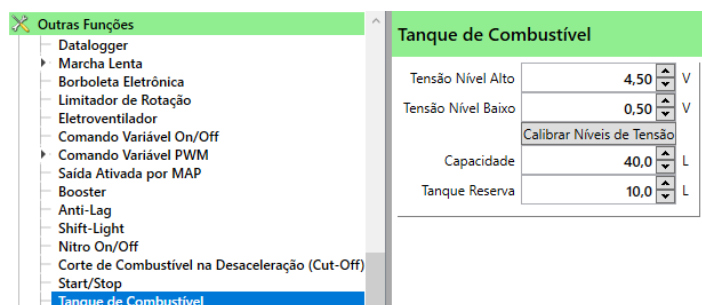 Outras Funções
Datalogger
Marcha Lenta
Borboleta Eletrônica
Limitador de Rotação
Eletroventilador
Comando Variável On/Off
Comando Variável PWM
Saída Ativada por MAP
Booster
Anti-Lag
Shift-Light
Nitro On/Off
Corte de Combustível na Desaceleração (Cut-Off)
Start/Stop
Tanque de Combustível
Tanque de Combustível
Tensão Nível Alto 4,50 V
Tensão Nível Baixo 0,50 V
Calibrar Níveis de Tensão
Capacidade 40,0 L
Tanque Reserva 10,0 L